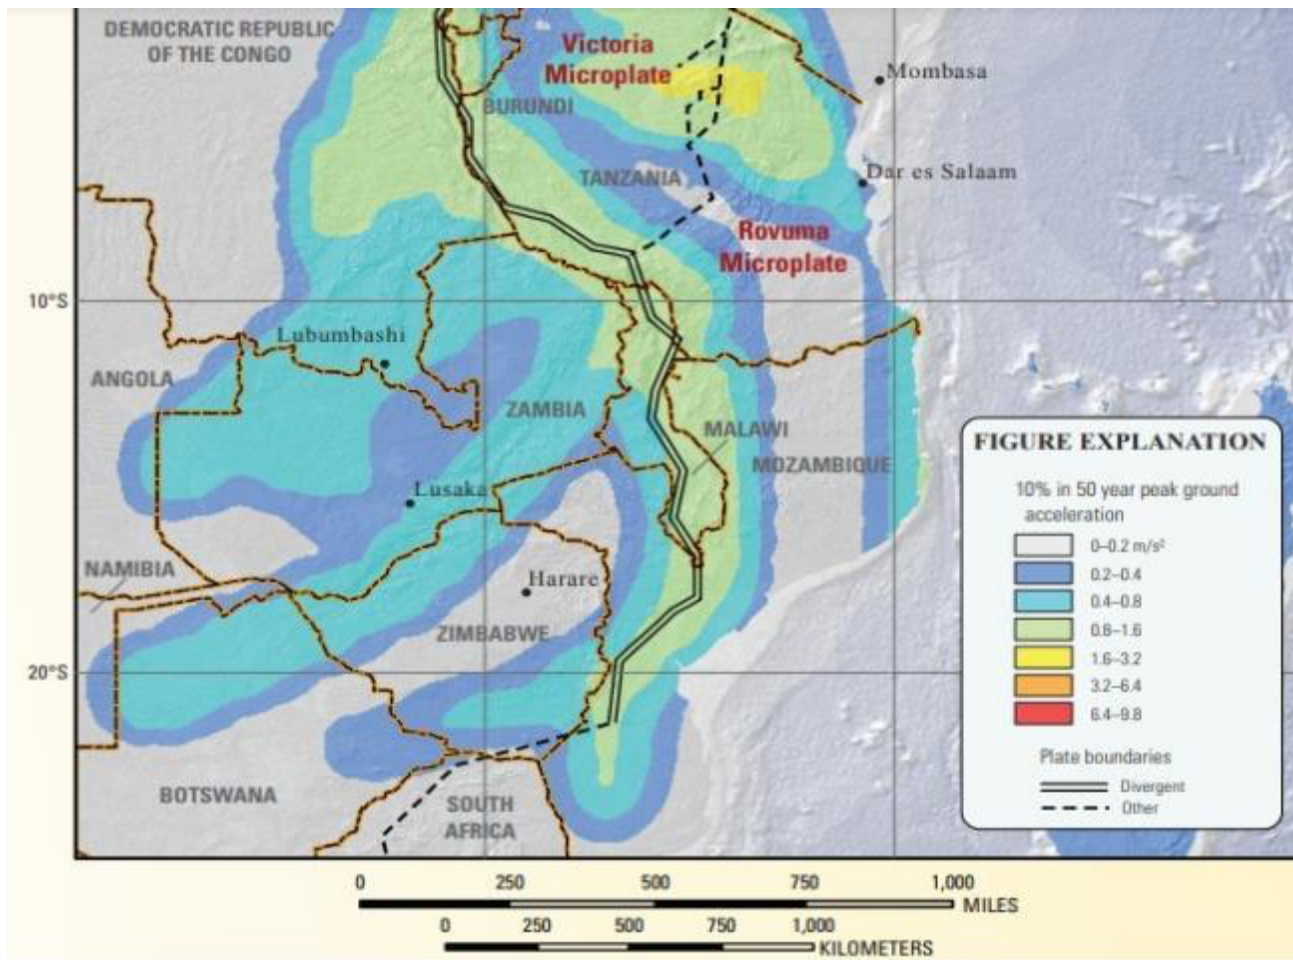 DEMOCRATIC REPUBLIC
OF THE CONGO
Victoria
Microplate
Mombasa
BURUNDI
TANZANIA
Dar es Salaam
Rovuma
Microplate
10°S
Lubumbashi
ANGOLA
ZAMBIA
MALAWI
MOZAMBIQUE
Lusaka
NAMIBIA
Harare
ZIMBABWE
20°S
BOTSWANA
SOUTH
AFRICA
FIGURE EXPLANATION
10% in 50 year peak ground
acceleration
0–0.2 m/s²
0.2–0.4
0.4–0.8
0.8–1.6
1.6–3.2
3.2–6.4
6.4–9.8
Plate boundaries
Divergent
Other
0 250 500 750 1,000
MILES
0 250 500 750 1,000
KILOMETERS